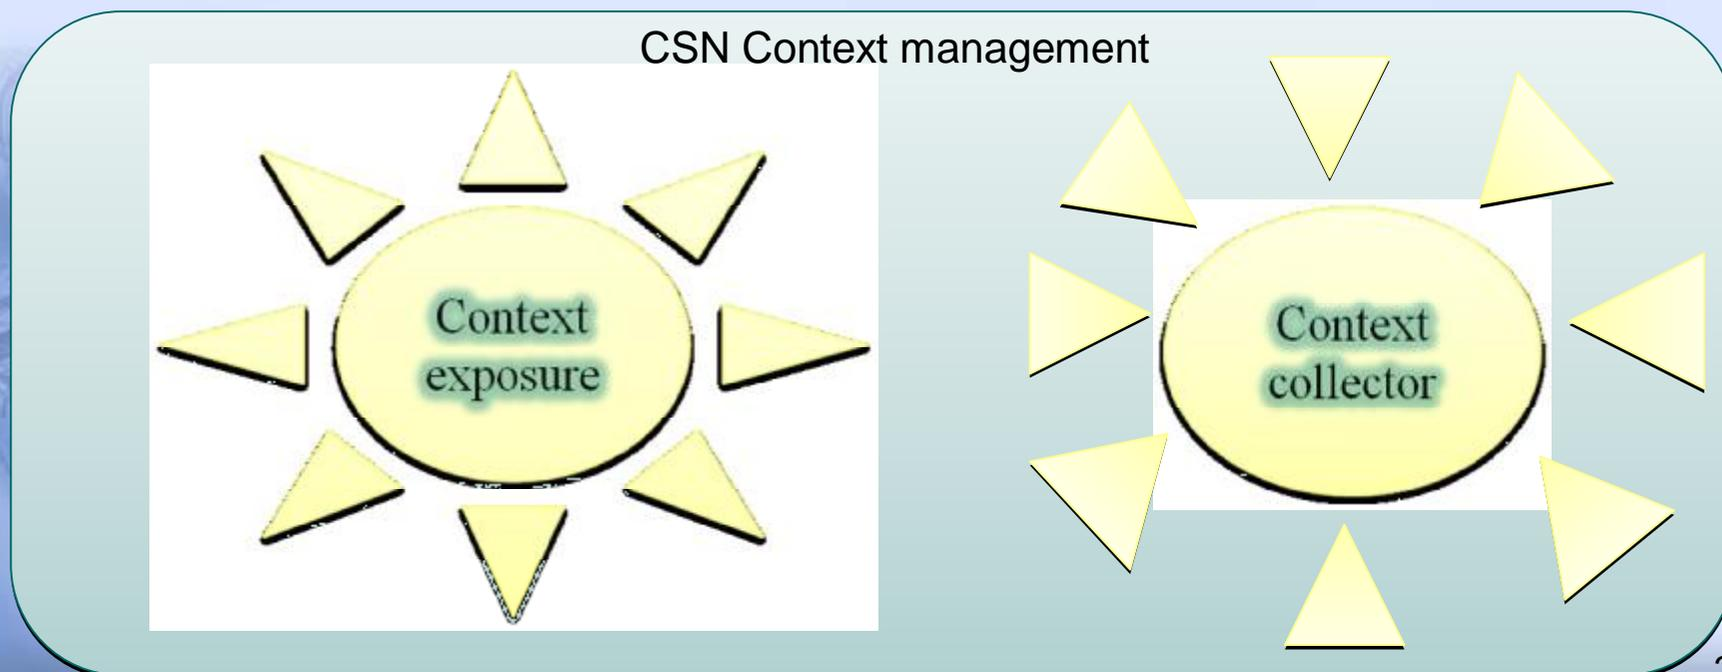 CSN Context management
Context
exposure
Context
collector